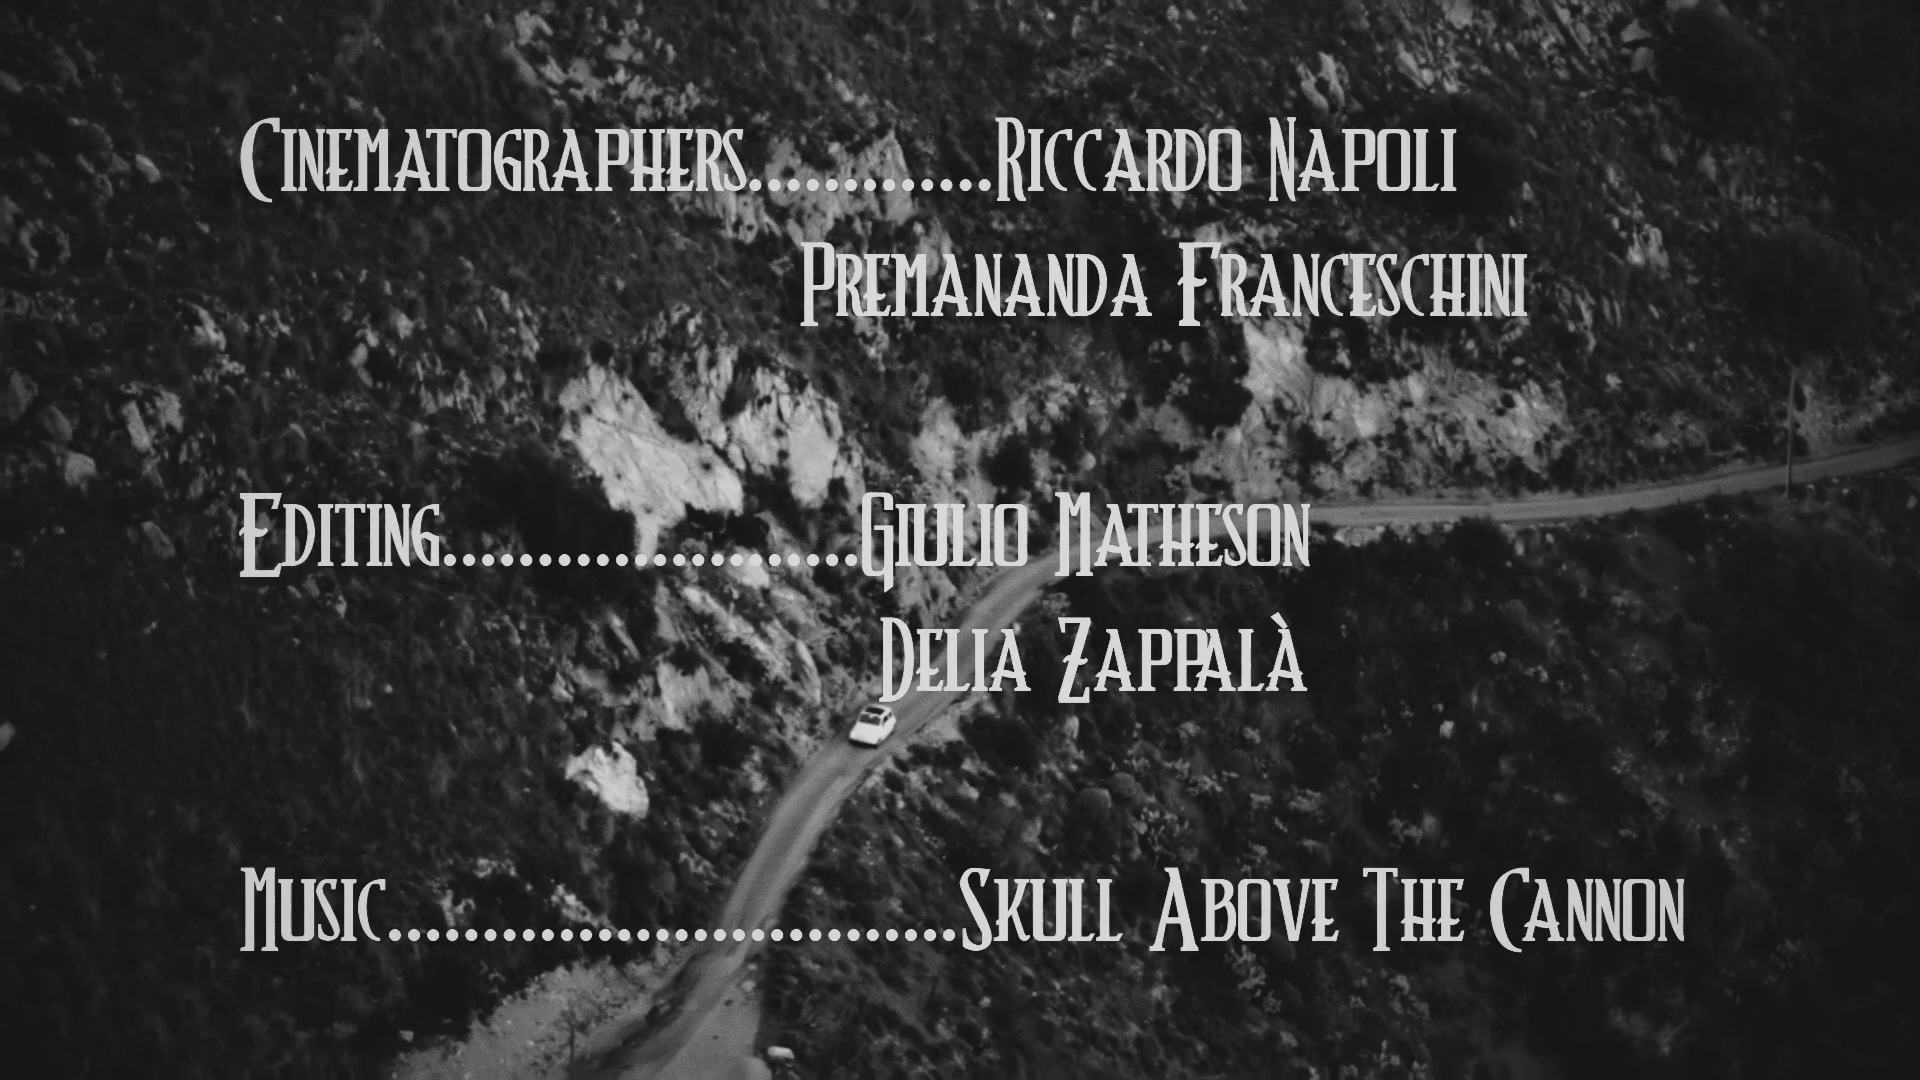 Cinematographers.............Riccardo Napoli
Premananda Franceschini
Editing......................Giulio Matheson
Delia Zappalà
Music..............................Skull Above The Cannon